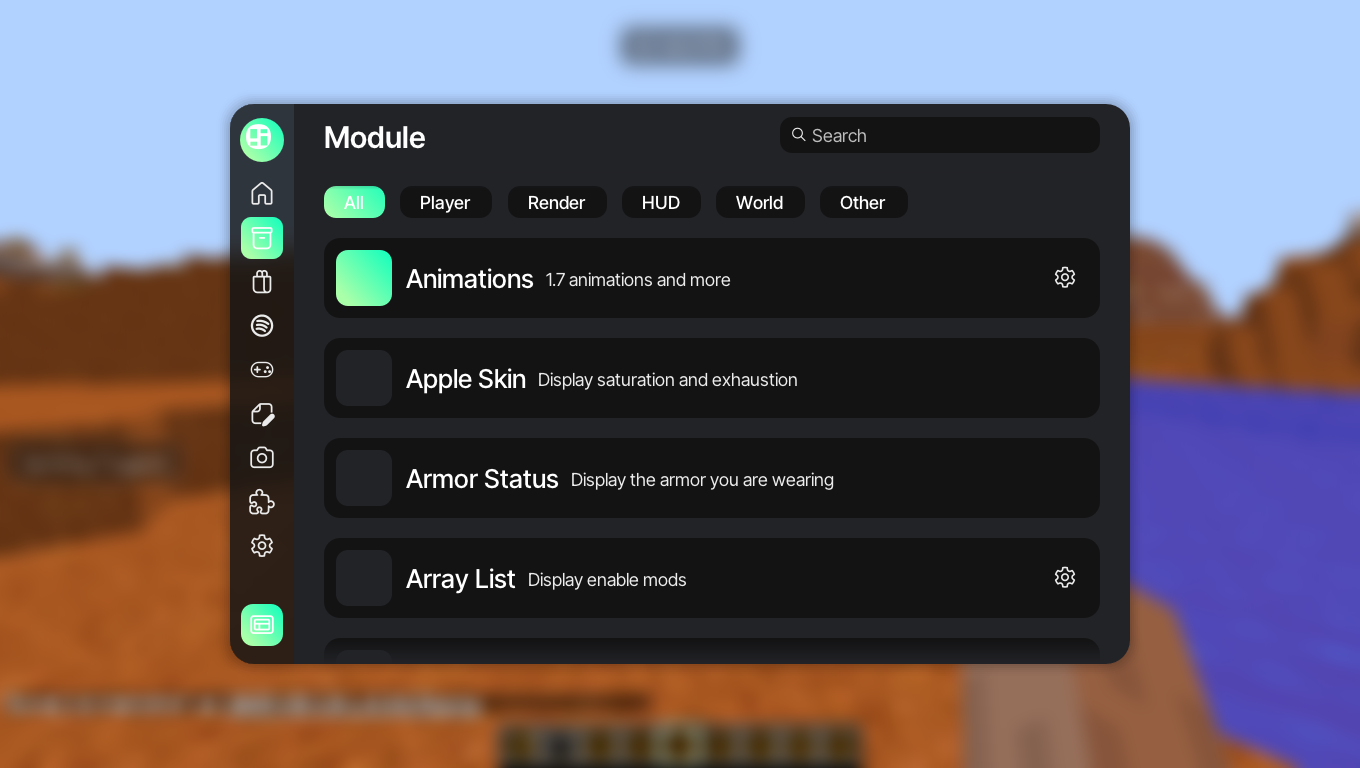 Module
Search
All Player Render HUD World Other
Animations 1.7 animations and more
Apple Skin Display saturation and exhaustion
Armor Status Display the armor you are wearing
Array List Display enable mods